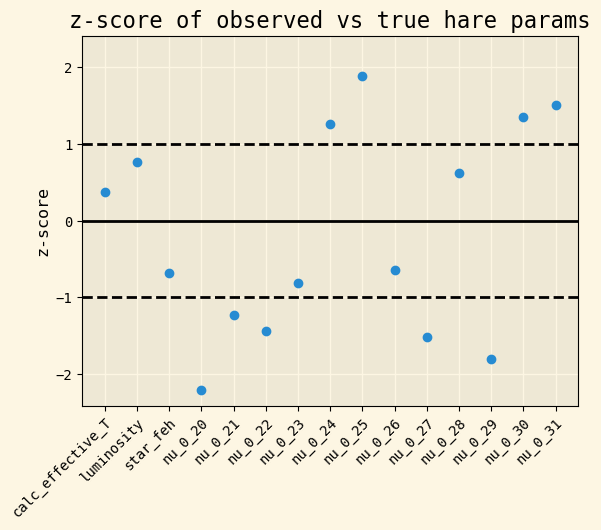 z-score of observed vs true hare params
z-score
2
1
0
−1
−2
calc_effective_T
luminosity
star_feh
nu_0_20
nu_0_21
nu_0_22
nu_0_23
nu_0_24
nu_0_25
nu_0_26
nu_0_27
nu_0_28
nu_0_29
nu_0_30
nu_0_31